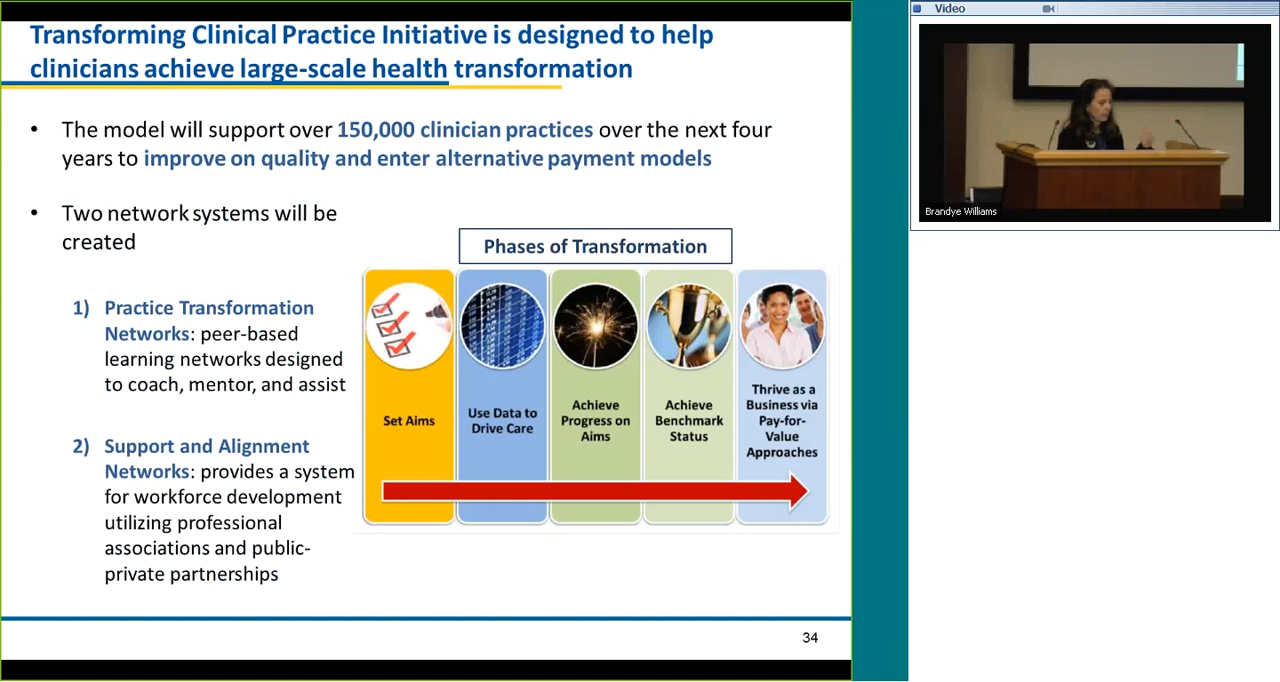 Transforming Clinical Practice Initiative is designed to help
clinicians achieve large-scale health transformation
• The model will support over 150,000 clinician practices over the next four
years to improve on quality and enter alternative payment models
• Two network systems will be
created
1) Practice Transformation
Networks: peer-based
learning networks designed
to coach, mentor, and assist
2) Support and Alignment
Networks: provides a system
for workforce development
utilizing professional
associations and public-
private partnerships
Phases of Transformation
Set Aims
Use Data to
Drive Care
Achieve
Progress on
Aims
Achieve
Benchmark
Status
Thrive as a
Business via
Pay-for-
Value
Approaches
34
Video
Brandye Williams